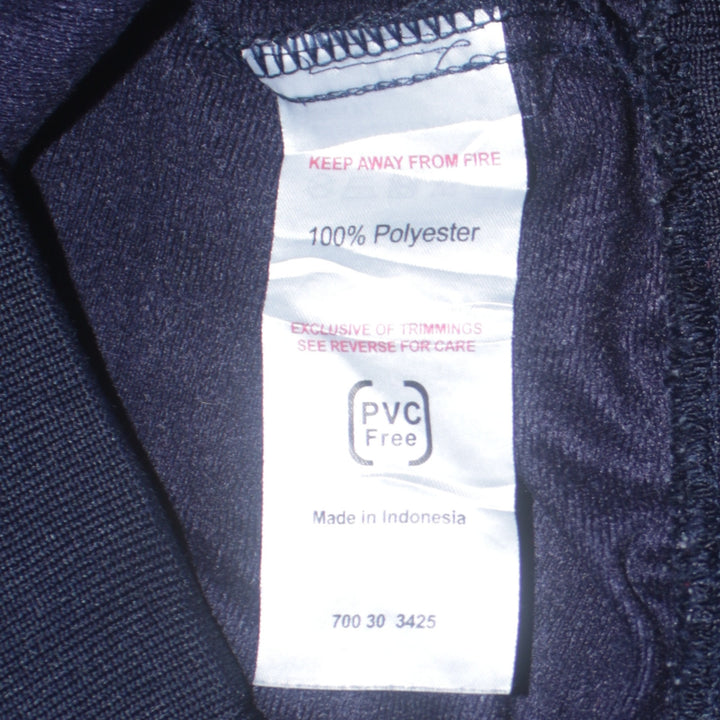 KEEP AWAY FROM FIRE
100% Polyester
EXCLUSIVE OF TRIMMINGS
SEE REVERSE FOR CARE
PVC
Free
Made in Indonesia
700 30 3425